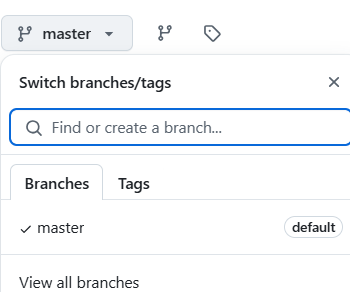 master
Switch branches/tags
Find or create a branch...
Branches Tags
master default
View all branches